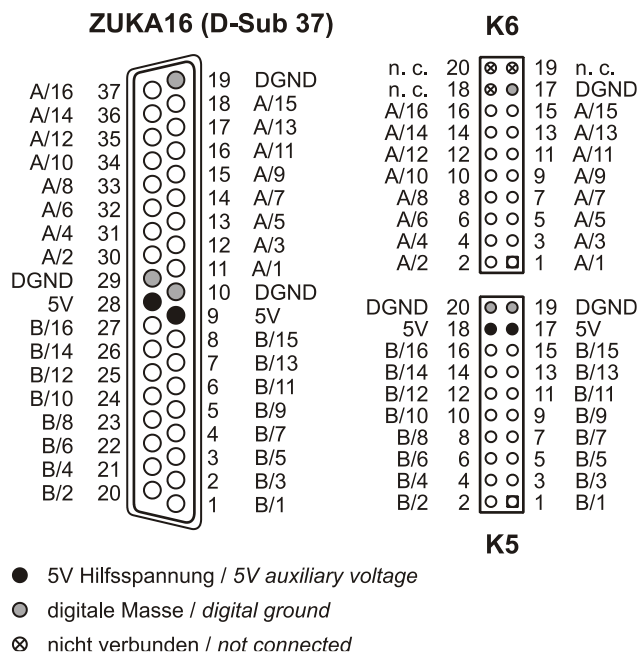 ZUKA16 (D-Sub 37)
A/16 37 19 DGND
A/14 36 18 A/15
A/12 35 17 A/13
A/10 34 16 A/11
A/8 33 15 A/9
A/6 32 14 A/7
A/4 31 13 A/5
A/2 30 12 A/3
DGND 29 11 A/1
5V 28 10 DGND
B/16 27 9 5V
B/14 26 8 B/15
B/12 25 7 B/13
B/10 24 6 B/11
B/8 23 5 B/9
B/6 22 4 B/7
B/4 21 3 B/5
B/2 20 2 B/3
1 B/1
K6
n. c. 20 19 n. c.
n. c. 18 17 DGND
A/16 16 15 A/15
A/14 14 13 A/13
A/12 12 11 A/11
A/10 10 9 A/9
A/8 8 7 A/7
A/6 6 5 A/5
A/4 4 3 A/3
A/2 2 1 A/1
DGND 20 19 DGND
5V 18 17 5V
B/16 16 15 B/15
B/14 14 13 B/13
B/12 12 11 B/11
B/10 10 9 B/9
B/8 8 7 B/7
B/6 6 5 B/5
B/4 4 3 B/3
B/2 2 1 B/1
K5
5V Hilfsspannung / 5V auxiliary voltage
digitale Masse / digital ground
nicht verbunden / not connected